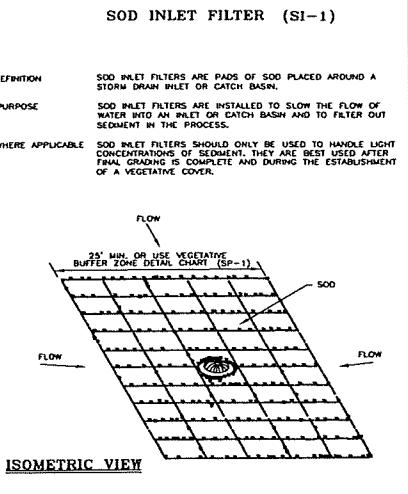 SOD INLET FILTER (SI-1)
EFINITION SOD INLET FILTERS ARE PADS OF SOD PLACED AROUND A
STORM DRAIN INLET OR CATCH BASIN.
PURPOSE SOD INLET FILTERS ARE INSTALLED TO SLOW THE FLOW OF
WATER INTO AN INLET OR CATCH BASIN AND TO FILTER OUT
SEDIMENT IN THE PROCESS.
HERE APPLICABLE SOD INLET FILTERS SHOULD ONLY BE USED TO HANDLE LIGHT
CONCENTRATIONS OF SEDIMENT. THEY ARE BEST USED AFTER
FINAL GRADING IS COMPLETE AND DURING THE ESTABLISHMENT
OF A VEGETATIVE COVER.
FLOW
25' MIN. OR USE VEGETATIVE
BUFFER ZONE DETAIL CHART (SP-1)
SOD
FLOW
FLOW
ISOMETRIC VIEW